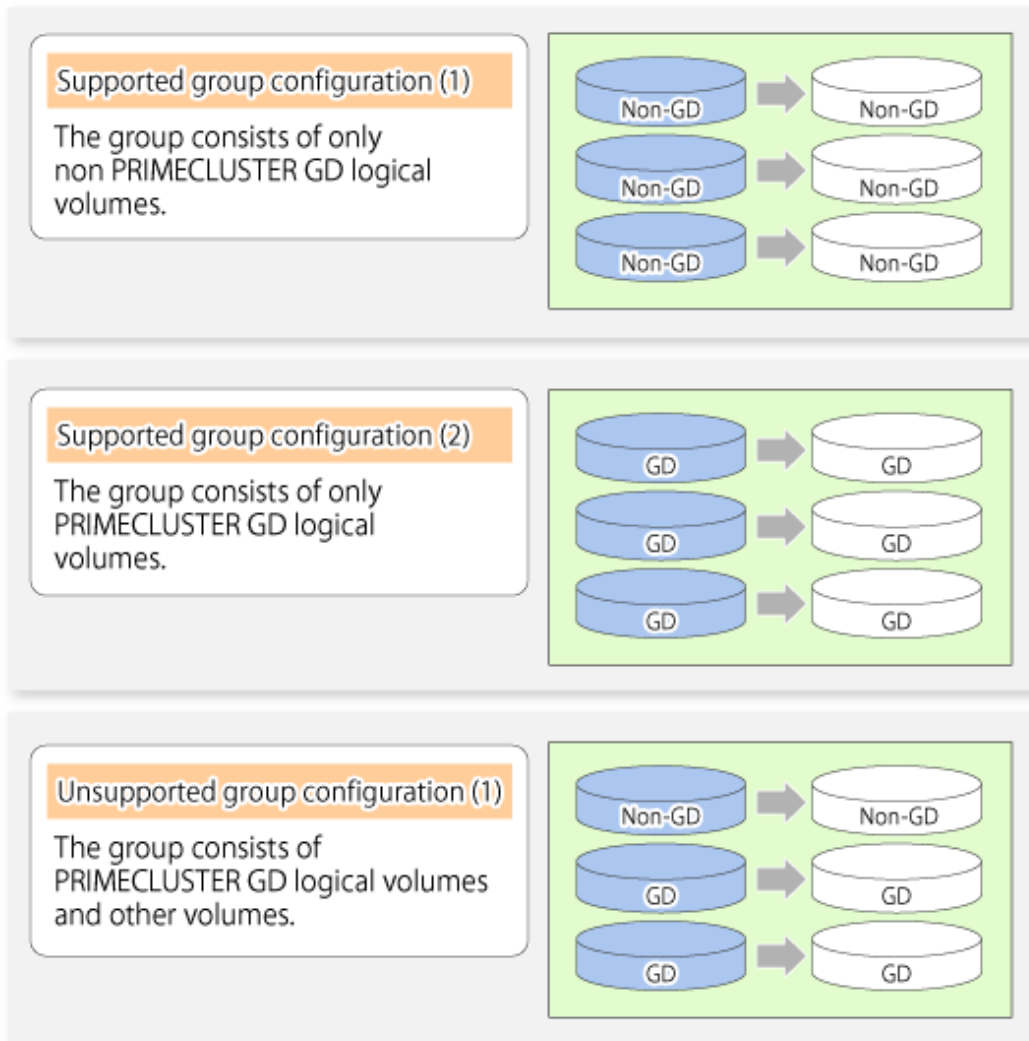 Supported group configuration (1)
The group consists of only
non PRIMECLUSTER GD logical
volumes.
Non-GD Non-GD
Non-GD Non-GD
Non-GD Non-GD
Supported group configuration (2)
The group consists of only
PRIMECLUSTER GD logical
volumes.
GD GD
GD GD
GD GD
Unsupported group configuration (1)
The group consists of
PRIMECLUSTER GD logical volumes
and other volumes.
Non-GD Non-GD
GD GD
GD GD